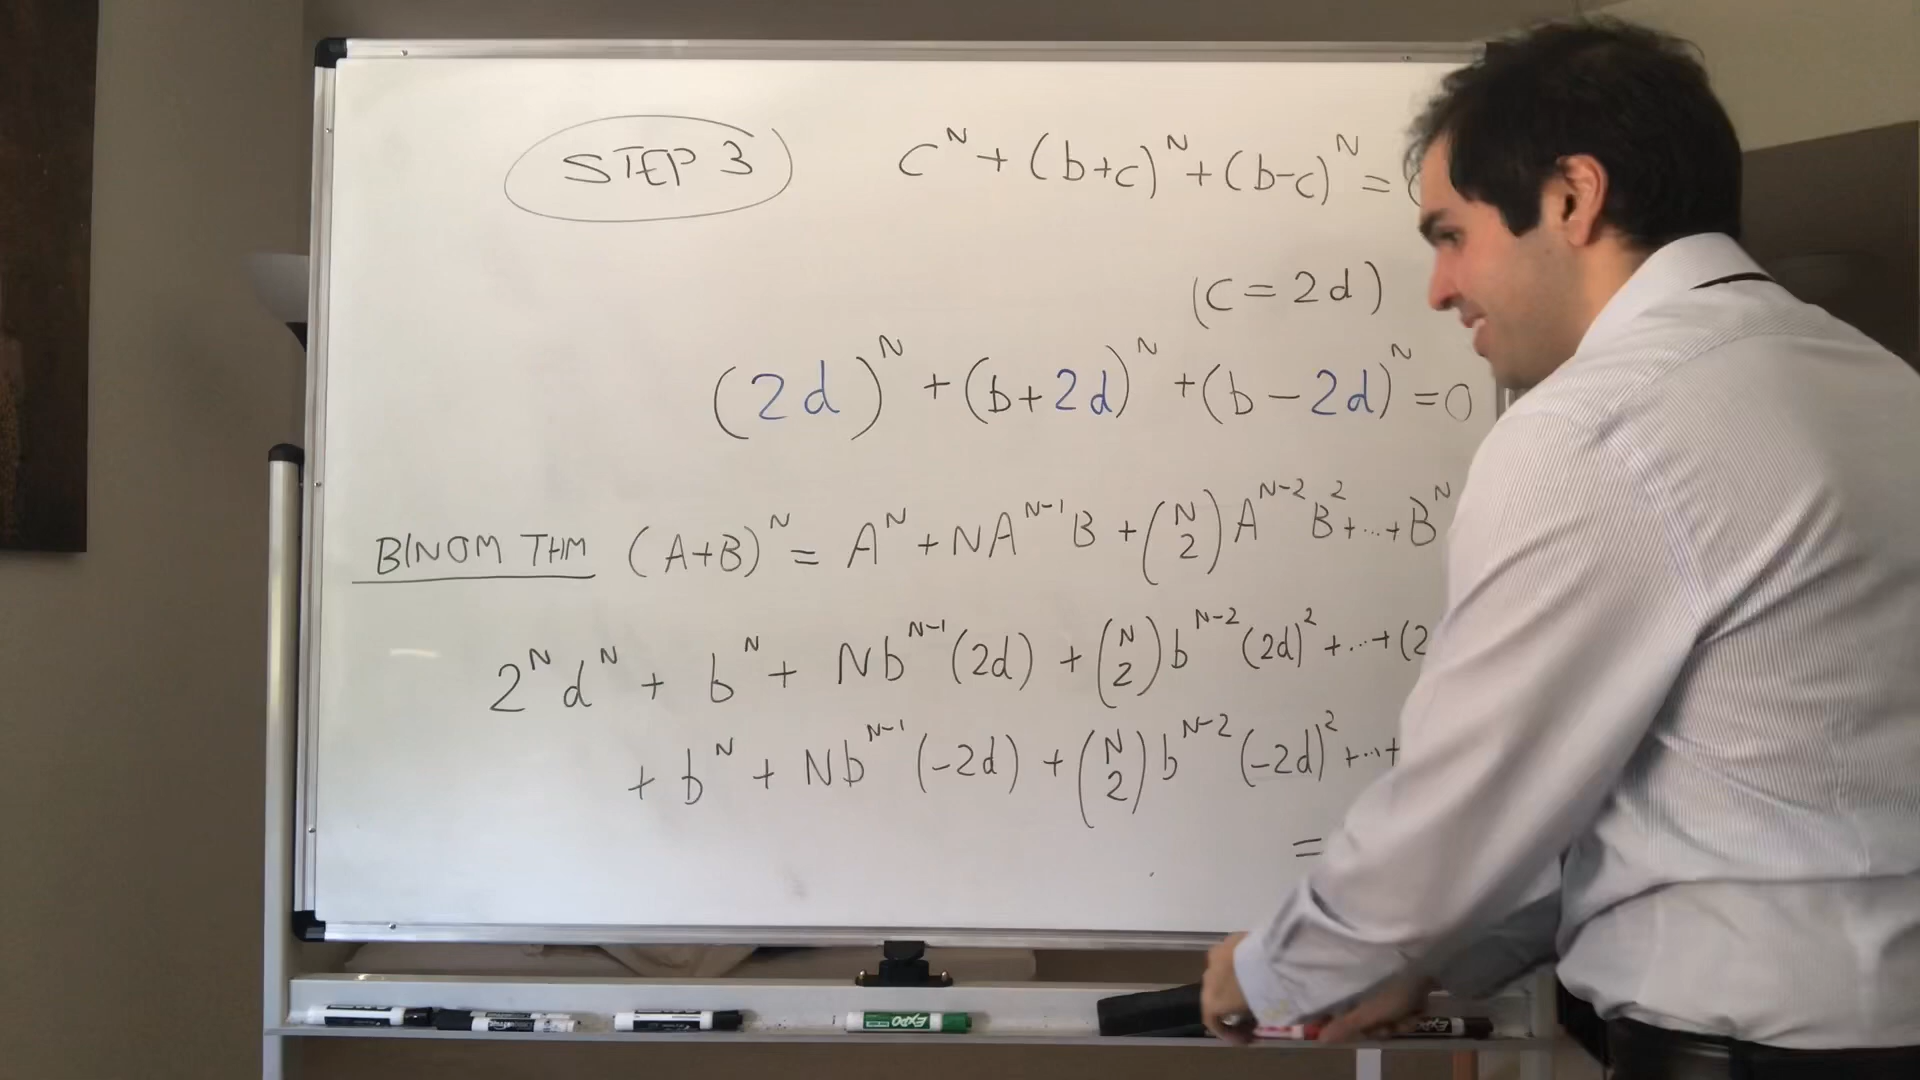 STEP 3 C^N + (b+c)^N + (b-c)^N =
(C = 2d)
(2d)^N + (b+2d)^N + (b-2d)^N = 0
BINOM THM (A+B)^N = A^N + NA^{N-1}B + (N 2) A^{N-2}B^2 + ... + B^N
2^N d^N + b^N + Nb^{N-1}(2d) + (N 2) b^{N-2}(2d)^2 + ... + (2
+ b^N + Nb^{N-1}(-2d) + (N 2) b^{N-2}(-2d)^2 + ... +
=
EXPO